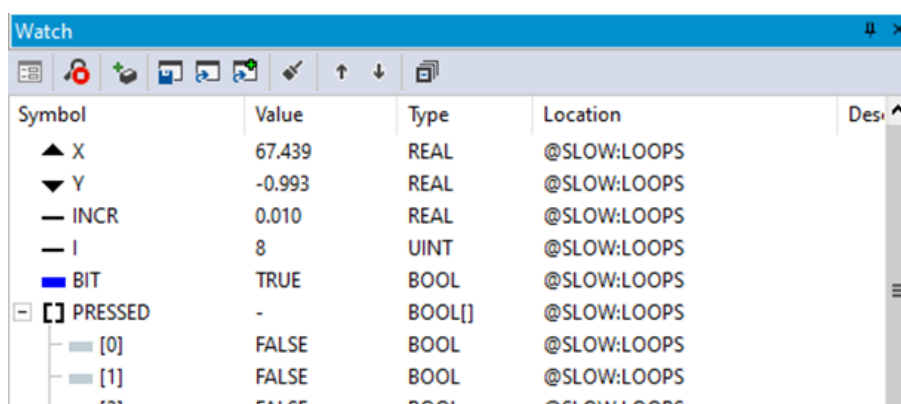 Watch
Symbol Value Type Location Des
X 67.439 REAL @SLOW:LOOPS
Y -0.993 REAL @SLOW:LOOPS
INCR 0.010 REAL @SLOW:LOOPS
I 8 UINT @SLOW:LOOPS
BIT TRUE BOOL @SLOW:LOOPS
PRESSED - BOOL[] @SLOW:LOOPS
[0] FALSE BOOL @SLOW:LOOPS
[1] FALSE BOOL @SLOW:LOOPS